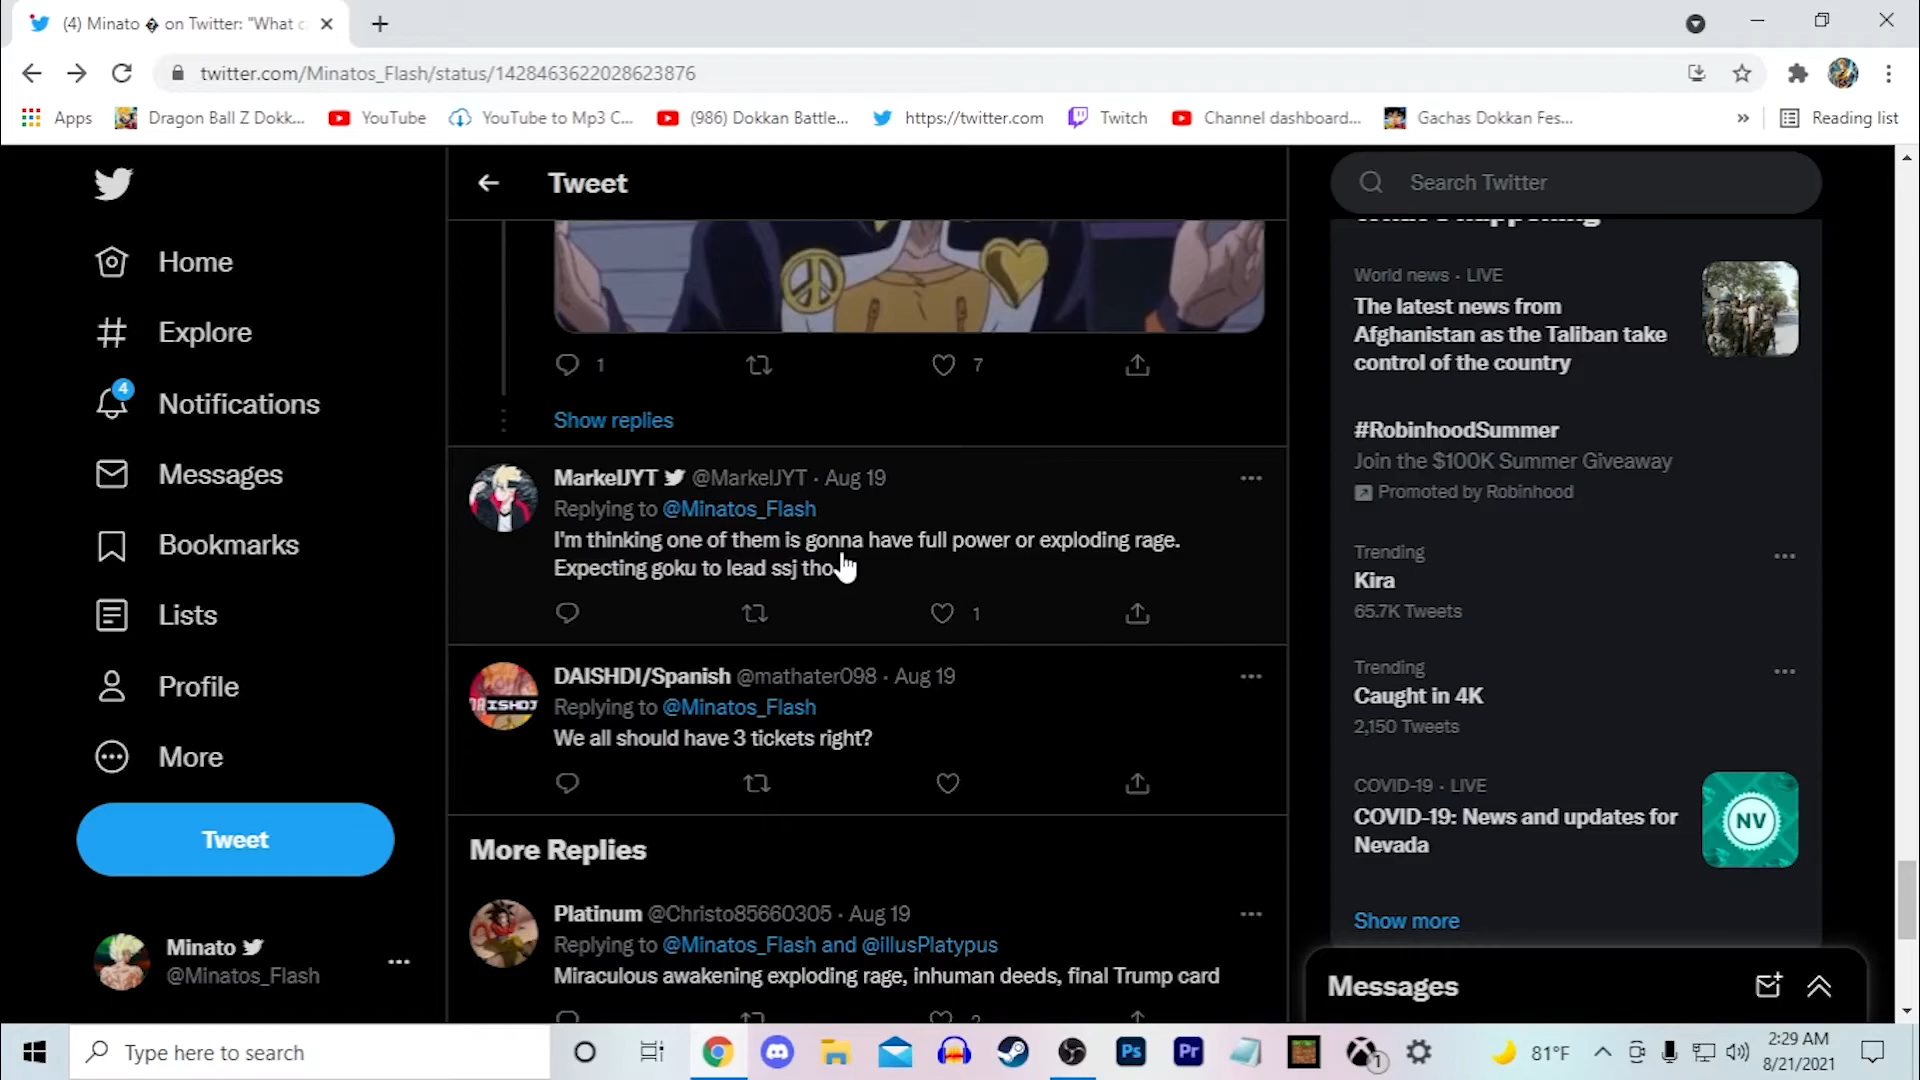 (4) Minato � on Twitter: "What c
twitter.com/Minatos_Flash/status/1428463622028623876
Apps
Dragon Ball Z Dokk...
YouTube
YouTube to Mp3 C...
(986) Dokkan Battle...
https://twitter.com
Twitch
Channel dashboard...
Gachas Dokkan Fes...
»
Reading list
Home
Explore
4
Notifications
Messages
Bookmarks
Lists
Profile
More
Tweet
Minato
@Minatos_Flash
Tweet
1
7
Show replies
MarkelJYT @MarkelJYT · Aug 19
Replying to @Minatos_Flash
I'm thinking one of them is gonna have full power or exploding rage.
Expecting goku to lead ssj tho
1
DAISHDI/Spanish @mathater098 · Aug 19
Replying to @Minatos_Flash
We all should have 3 tickets right?
More Replies
Platinum @Christo85660305 · Aug 19
Replying to @Minatos_Flash and @illusPlatypus
Miraculous awakening exploding rage, inhuman deeds, final Trump card
Search Twitter
World news · LIVE
The latest news from
Afghanistan as the Taliban take
control of the country
#RobinhoodSummer
Join the $100K Summer Giveaway
Promoted by Robinhood
Trending
Kira
65.7K Tweets
Trending
Caught in 4K
2,150 Tweets
COVID-19 · LIVE
COVID-19: News and updates for
Nevada
NV
Show more
Messages
Type here to search
Ps
Pr
1
81°F
2:29 AM
8/21/2021